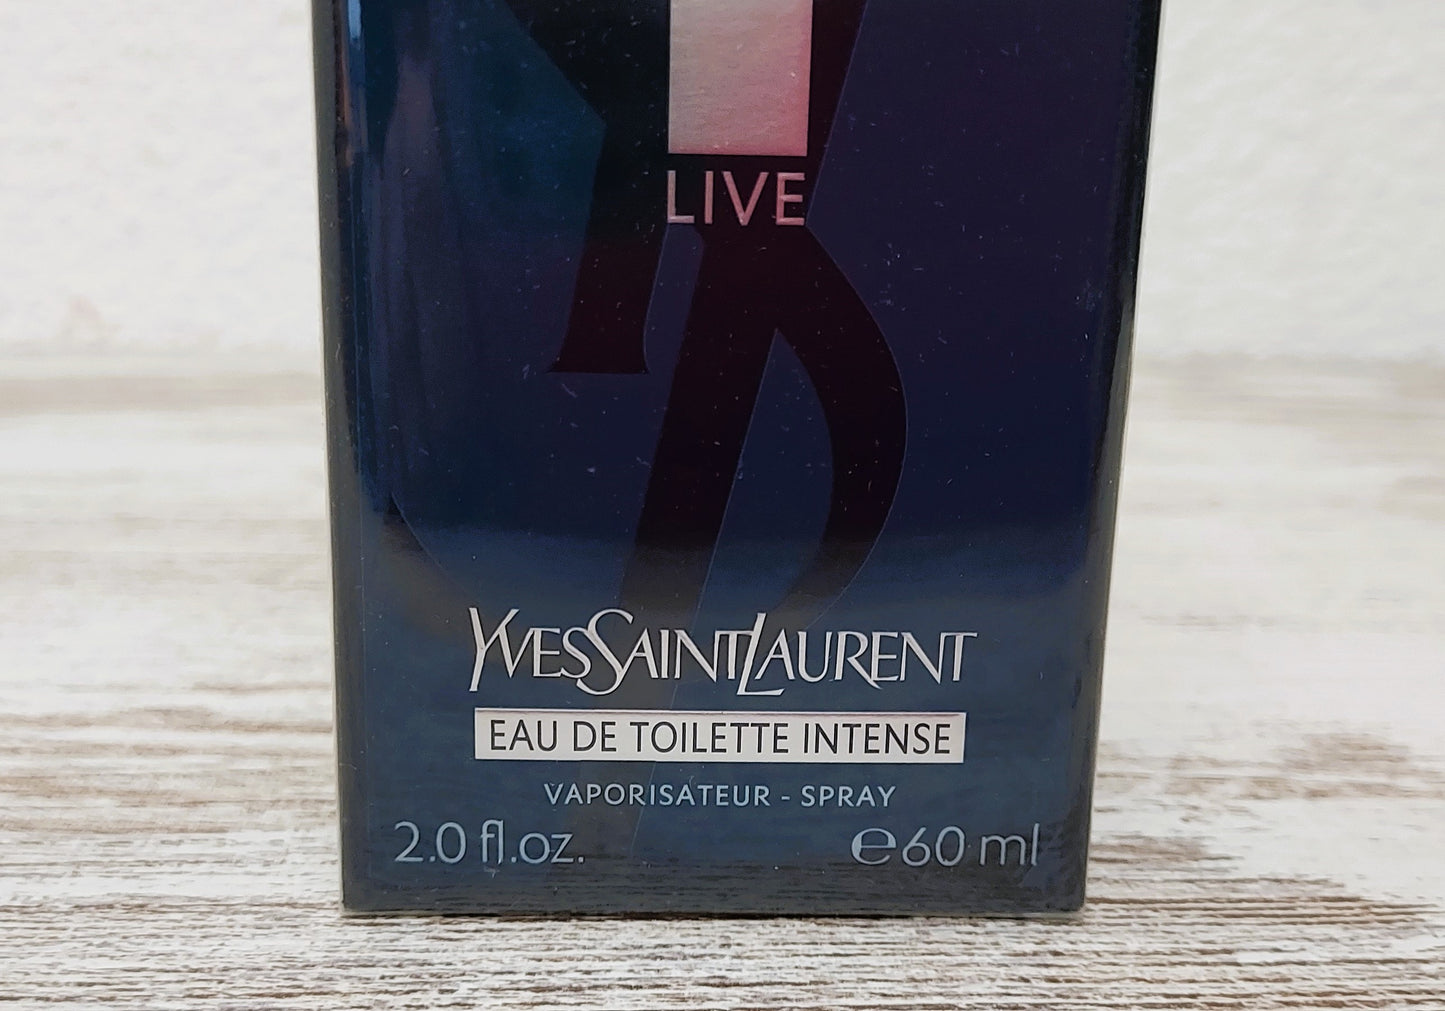 LIVE
YVESSAINTLAURENT
EAU DE TOILETTE INTENSE
VAPORISATEUR - SPRAY
2.0 fl.oz. ℮60 ml